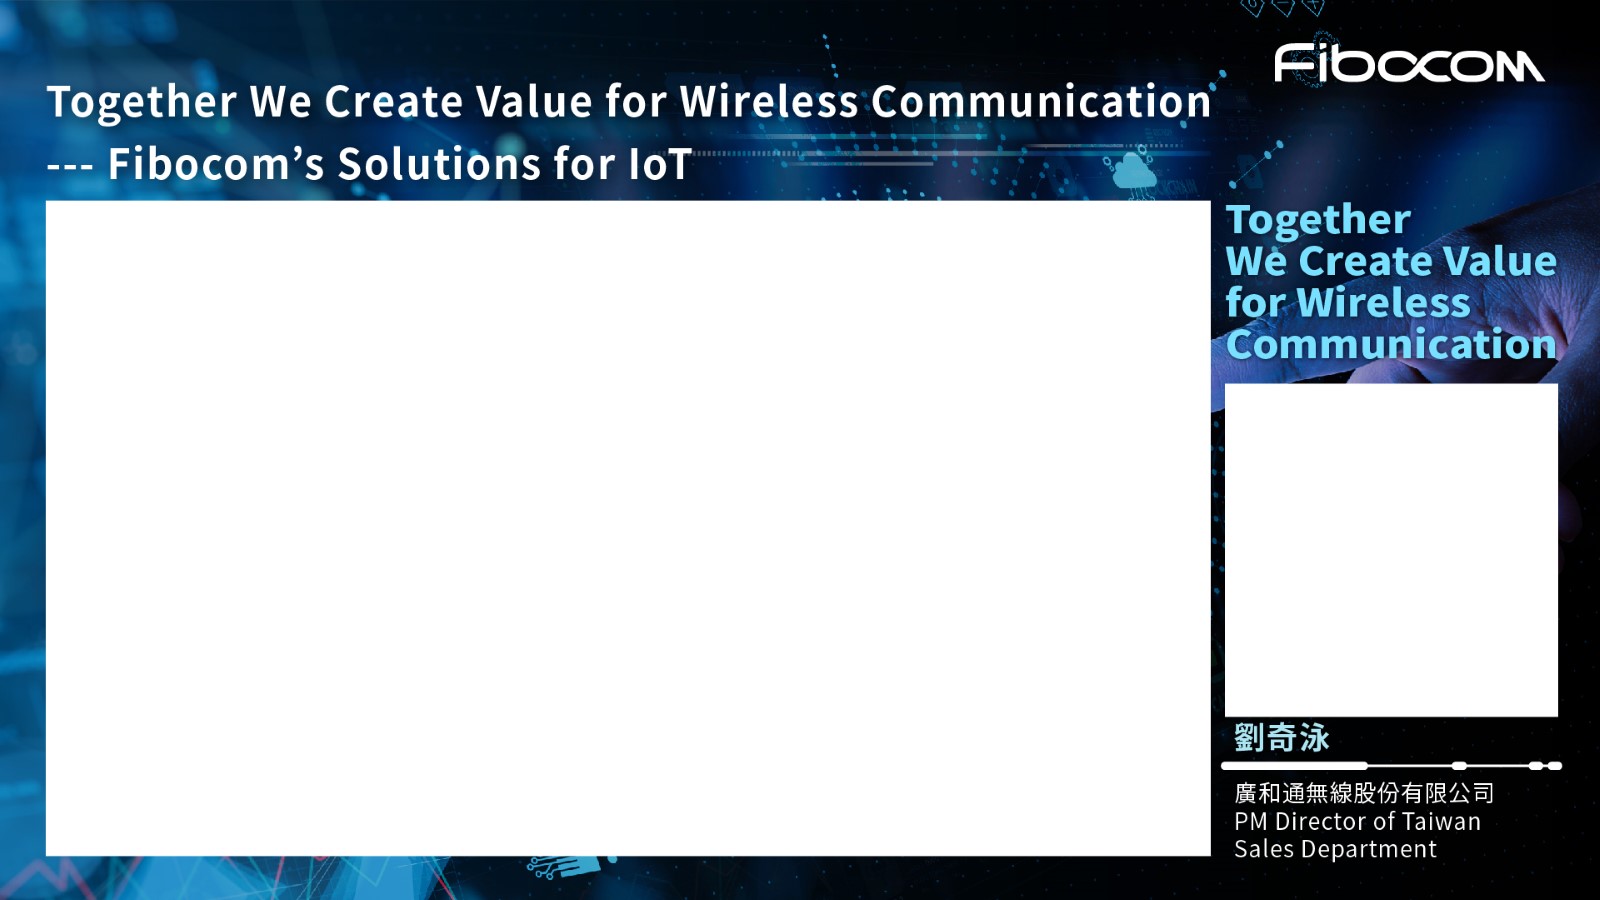 Fibocom
Together We Create Value for Wireless Communication
--- Fibocom’s Solutions for IoT
Together
We Create Value
for Wireless
Communication
劉奇泳
廣和通無線股份有限公司
PM Director of Taiwan
Sales Department